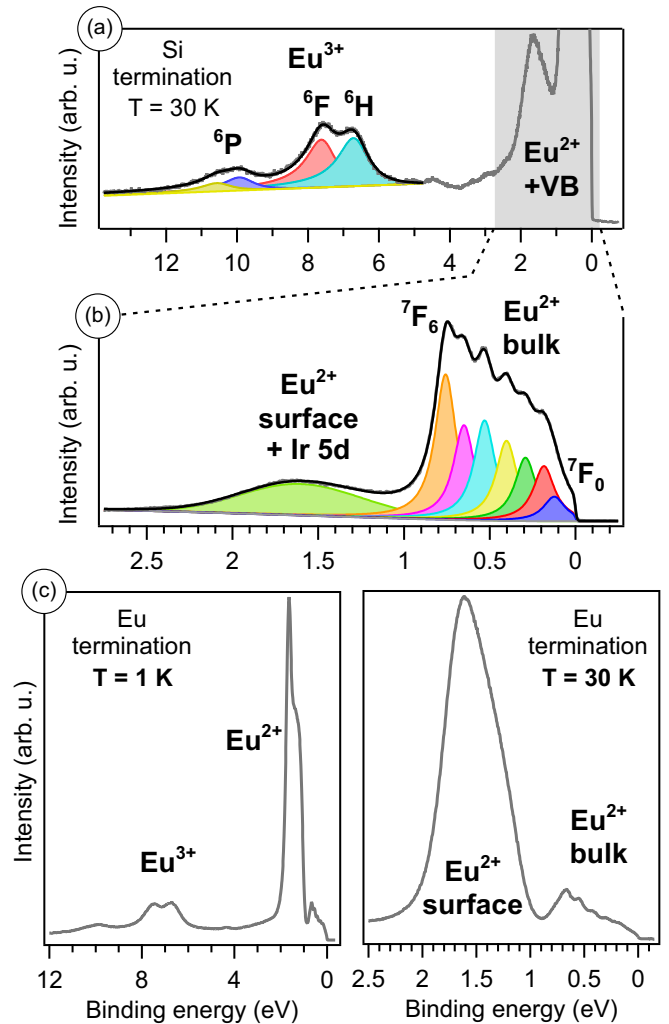 (a)
Intensity (arb. u.)
Si
termination
T = 30 K
Eu³⁺
⁶P
⁶F
⁶H
Eu²⁺
+VB
12 10 8 6 4 2 0
(b)
Intensity (arb. u.)
Eu²⁺
surface
+ Ir 5d
⁷F₆
Eu²⁺
bulk
⁷F₀
2.5 2 1.5 1 0.5 0
(c)
Intensity (arb. u.)
Eu
termination
T = 1 K
Eu²⁺
Eu³⁺
12 8 4 0
Binding energy (eV)
Eu
termination
T = 30 K
Eu²⁺
bulk
Eu²⁺
surface
2.5 2 1.5 1 0.5 0
Binding energy (eV)